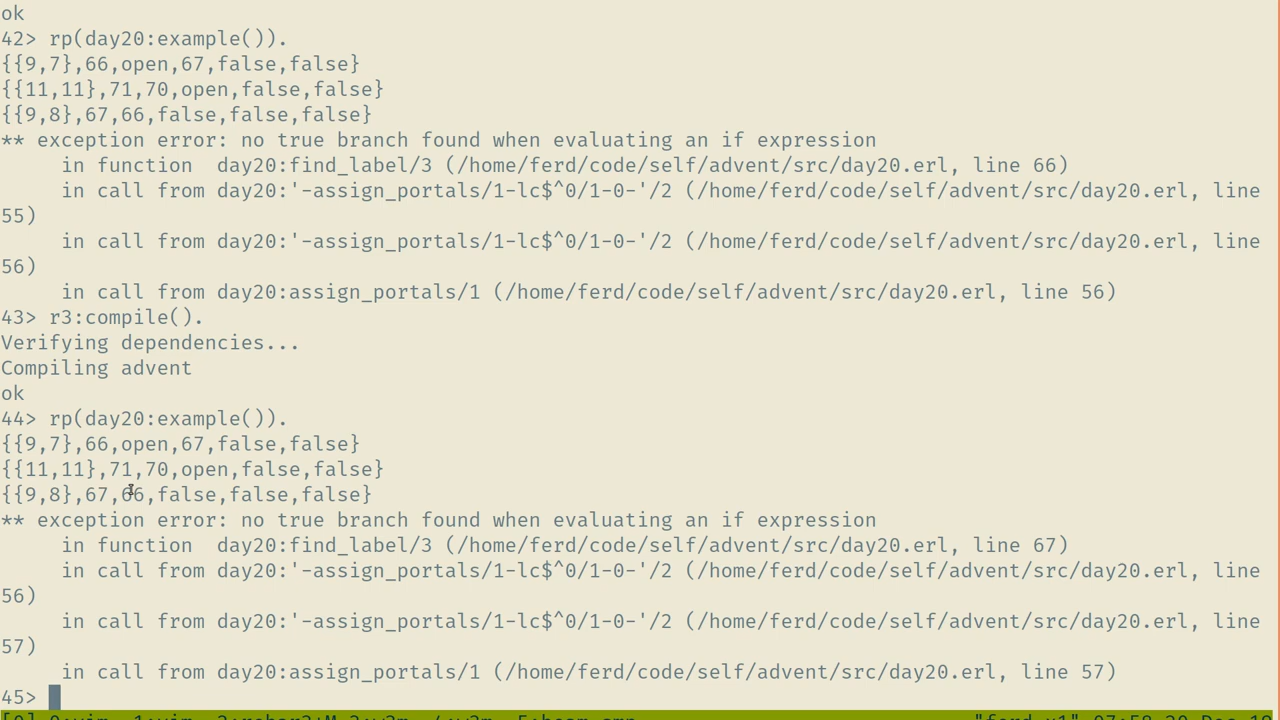 ok
42> rp(day20:example()).
{{9,7},66,open,67,false,false}
{{11,11},71,70,open,false,false}
{{9,8},67,66,false,false,false}
** exception error: no true branch found when evaluating an if expression
     in function  day20:find_label/3 (/home/ferd/code/self/advent/src/day20.erl, line 66)
     in call from day20:'-assign_portals/1-lc$^0/1-0-'/2 (/home/ferd/code/self/advent/src/day20.erl, line
55)
     in call from day20:'-assign_portals/1-lc$^0/1-0-'/2 (/home/ferd/code/self/advent/src/day20.erl, line
56)
     in call from day20:assign_portals/1 (/home/ferd/code/self/advent/src/day20.erl, line 56)
43> r3:compile().
Verifying dependencies...
Compiling advent
ok
44> rp(day20:example()).
{{9,7},66,open,67,false,false}
{{11,11},71,70,open,false,false}
{{9,8},67,66,false,false,false}
** exception error: no true branch found when evaluating an if expression
     in function  day20:find_label/3 (/home/ferd/code/self/advent/src/day20.erl, line 67)
     in call from day20:'-assign_portals/1-lc$^0/1-0-'/2 (/home/ferd/code/self/advent/src/day20.erl, line
56)
     in call from day20:'-assign_portals/1-lc$^0/1-0-'/2 (/home/ferd/code/self/advent/src/day20.erl, line
57)
     in call from day20:assign_portals/1 (/home/ferd/code/self/advent/src/day20.erl, line 57)
45>